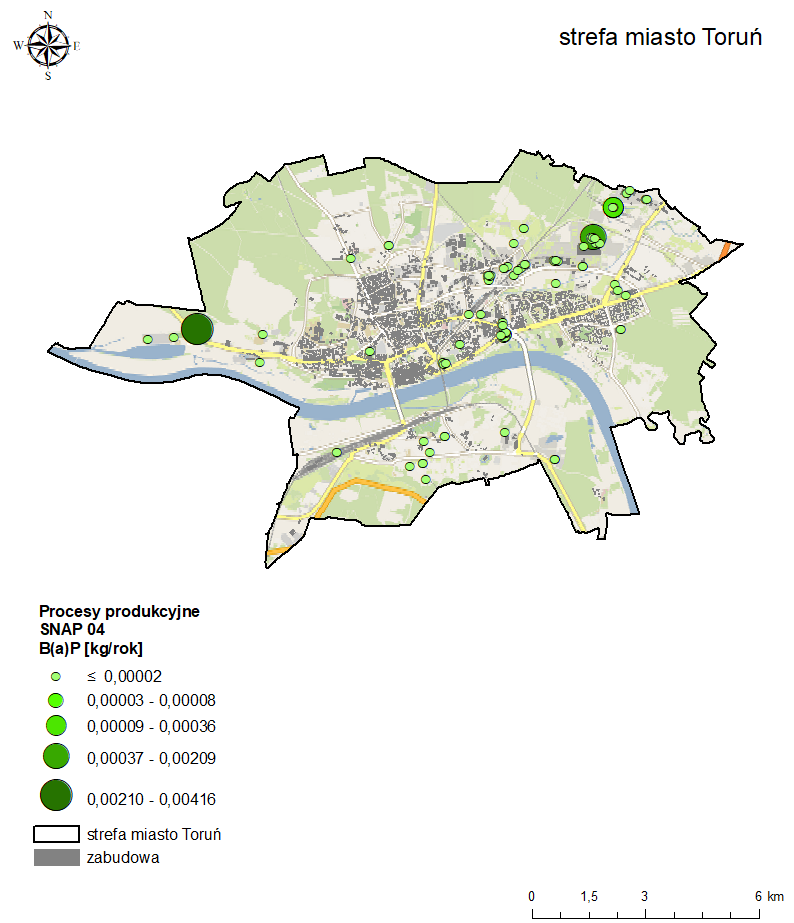 N
W E
S
strefa miasto Toruń
Procesy produkcyjne
SNAP 04
B(a)P [kg/rok]
≤ 0,00002
0,00003 - 0,00008
0,00009 - 0,00036
0,00037 - 0,00209
0,00210 - 0,00416
strefa miasto Toruń
zabudowa
0 1,5 3 6 km